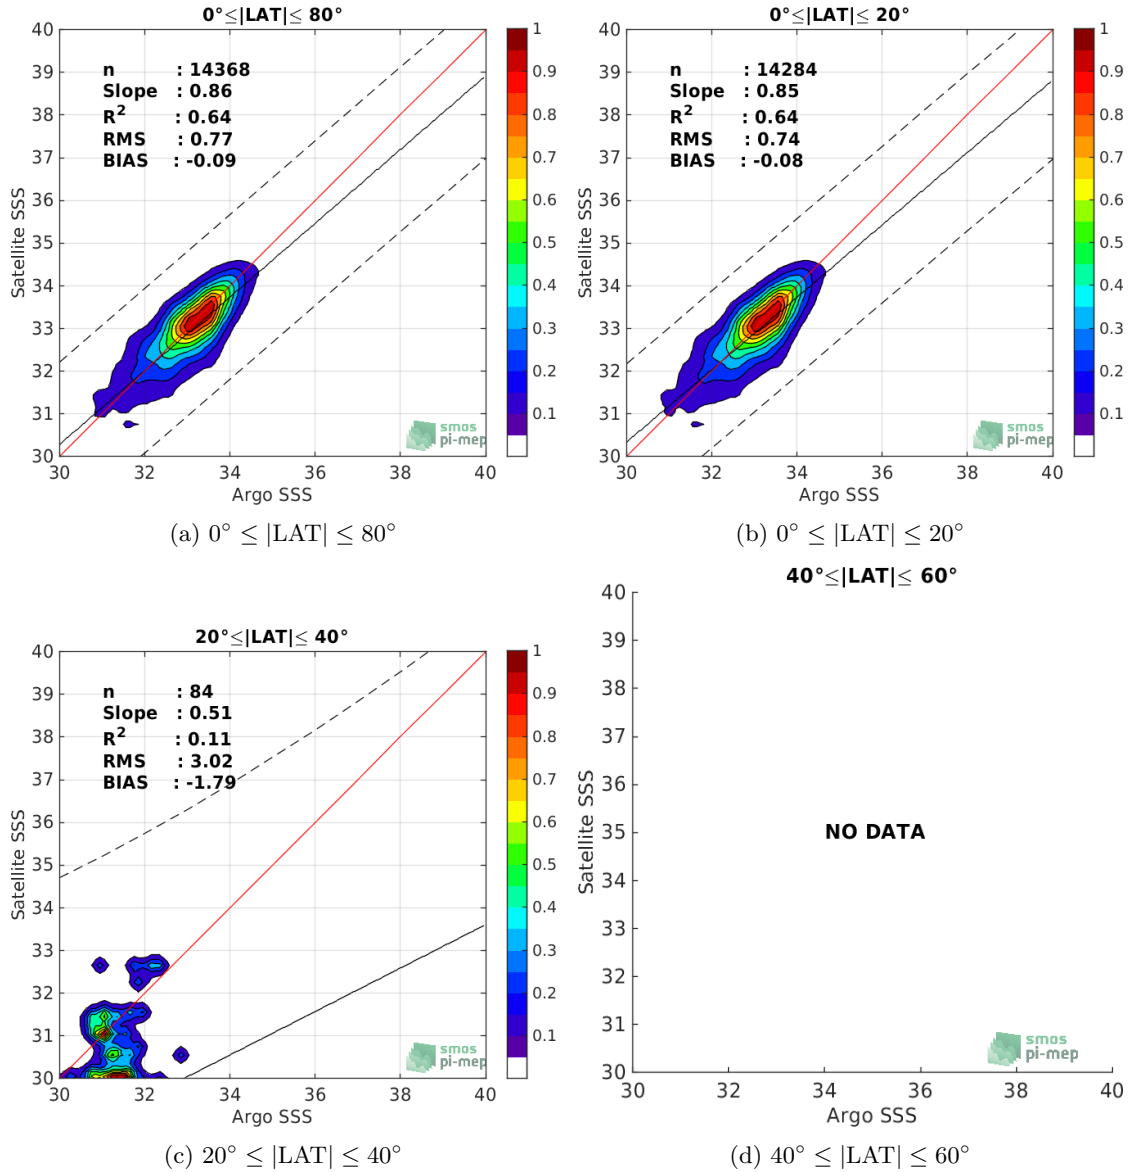 0°≤|LAT|≤ 80°
n : 14368
Slope : 0.86
R² : 0.64
RMS : 0.77
BIAS : -0.09
40
39
38
37
36
35
34
33
32
31
30
30 32 34 36 38 40
Satellite SSS
Argo SSS
1
0.9
0.8
0.7
0.6
0.5
0.4
0.3
0.2
0.1
smos
pi-mep
(a) 0° ≤ |LAT| ≤ 80°
0°≤|LAT|≤ 20°
n : 14284
Slope : 0.85
R² : 0.64
RMS : 0.74
BIAS : -0.08
40
39
38
37
36
35
34
33
32
31
30
30 32 34 36 38 40
Satellite SSS
Argo SSS
1
0.9
0.8
0.7
0.6
0.5
0.4
0.3
0.2
0.1
smos
pi-mep
(b) 0° ≤ |LAT| ≤ 20°
20°≤|LAT|≤ 40°
n : 84
Slope : 0.51
R² : 0.11
RMS : 3.02
BIAS : -1.79
40
39
38
37
36
35
34
33
32
31
30
30 32 34 36 38 40
Satellite SSS
Argo SSS
1
0.9
0.8
0.7
0.6
0.5
0.4
0.3
0.2
0.1
smos
pi-mep
(c) 20° ≤ |LAT| ≤ 40°
40°≤|LAT|≤ 60°
40
39
38
37
36
35
34
33
32
31
30
30 32 34 36 38 40
Satellite SSS
Argo SSS
NO DATA
smos
pi-mep
(d) 40° ≤ |LAT| ≤ 60°